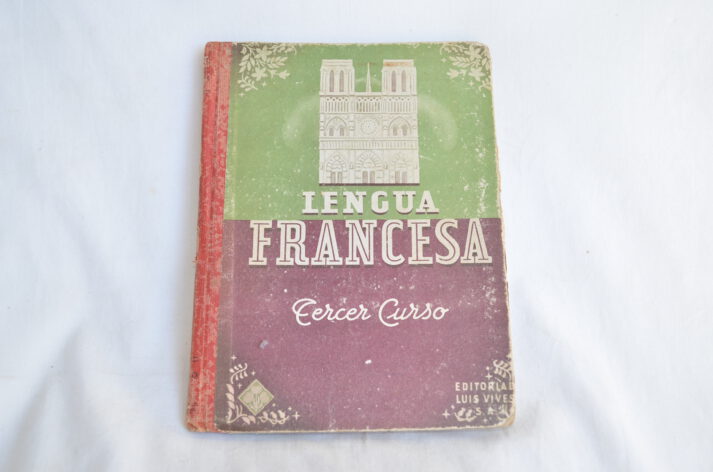 LENGUA
FRANCESA
Tercer Curso
EDITORIAL
LUIS VIVES
S. A.